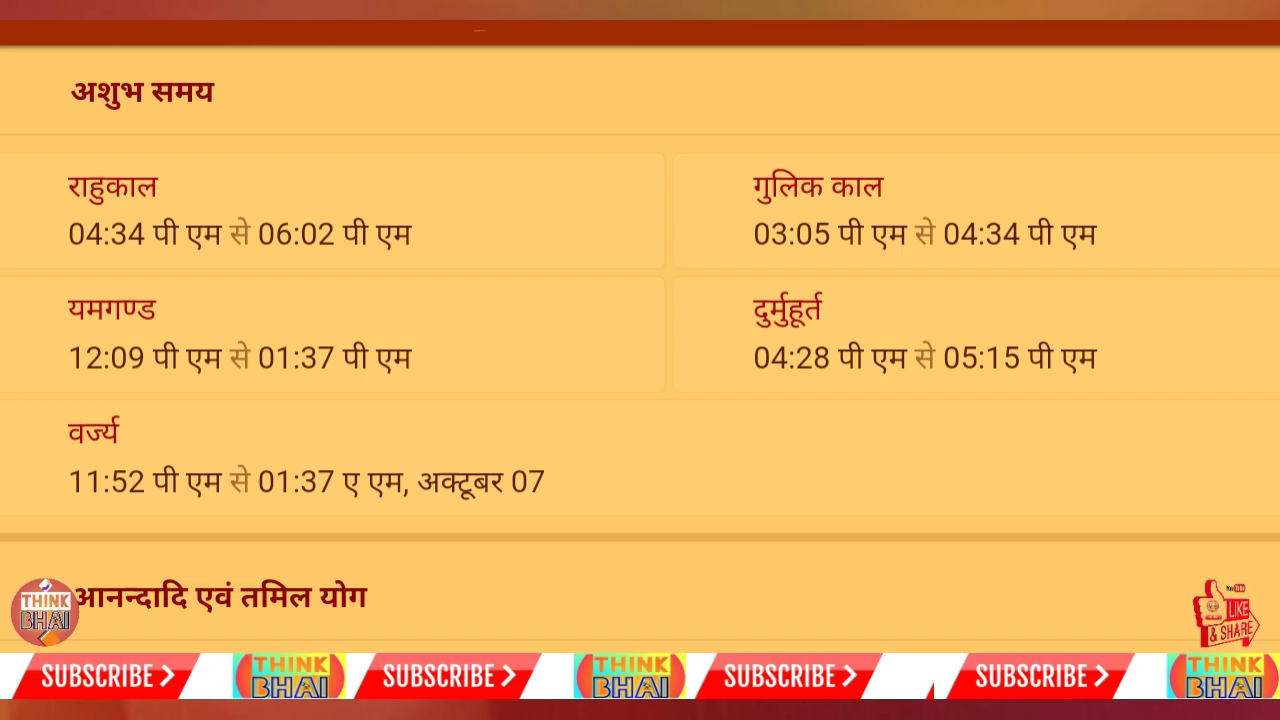 अशुभ समय
राहुकाल
04:34 पी एम से 06:02 पी एम
गुलिक काल
03:05 पी एम से 04:34 पी एम
यमगण्ड
12:09 पी एम से 01:37 पी एम
दुर्मुहूर्त
04:28 पी एम से 05:15 पी एम
वर्ज्य
11:52 पी एम से 01:37 ए एम, अक्टूबर 07
आनन्दादि एवं तमिल योग
THINK
BHAI
You Tube
LIKE
& SHARE
SUBSCRIBE THINK BHAI SUBSCRIBE THINK BHAI SUBSCRIBE SUBSCRIBE THINK BHAI